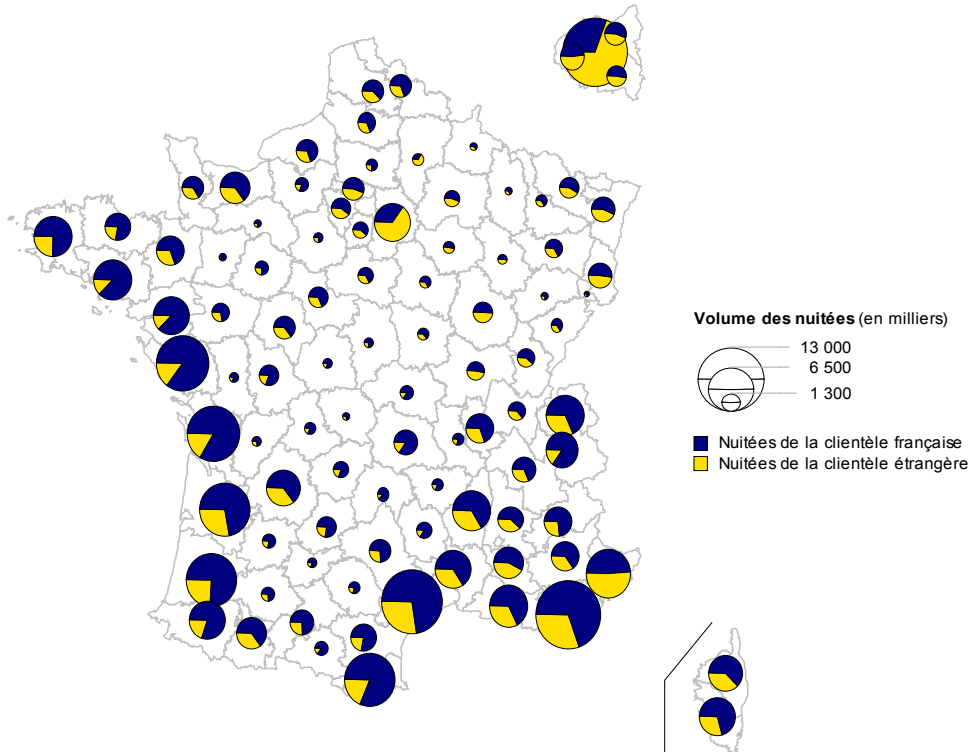 Volume des nuitées (en milliers)
13 000
6 500
1 300
Nuitées de la clientèle française
Nuitées de la clientèle étrangère